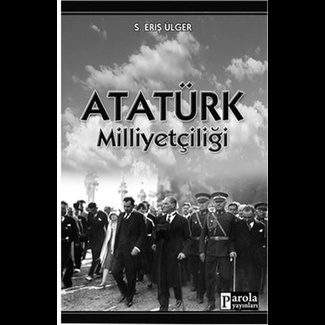 S. ERİŞ ÜLGER
ATATÜRK
Milliyetçiliği
Parola
yayınları